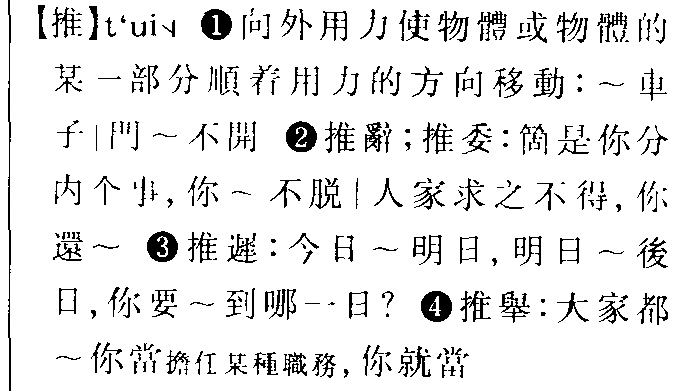 【推】t‘ui˧ ❶向外用力使物體或物體的
某一部分順着用力的方向移動：～車
子|門～不開 ❷推辭；推委：箇是你分
内个事，你～不脱|人家求之不得，你
還～ ❸推遲：今日～明日，明日～後
日，你要～到哪一日？ ❹推舉：大家都
～你當擔任某種職務，你就當